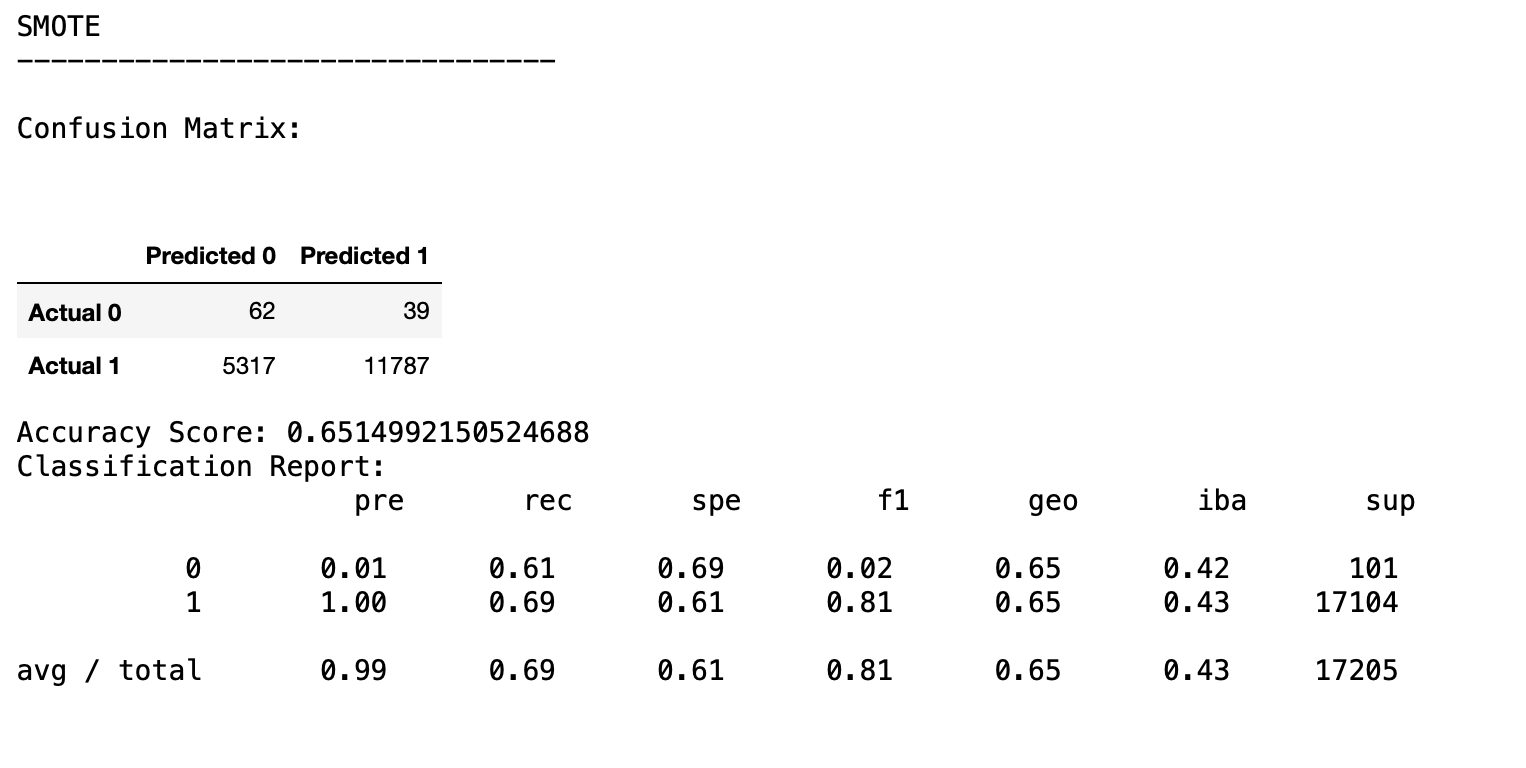 SMOTE
--------------------------------
Confusion Matrix:
Predicted 0 Predicted 1
Actual 0 62 39
Actual 1 5317 11787
Accuracy Score: 0.6514992150524688
Classification Report:
pre rec spe f1 geo iba sup
0 0.01 0.61 0.69 0.02 0.65 0.42 101
1 1.00 0.69 0.61 0.81 0.65 0.43 17104
avg / total 0.99 0.69 0.61 0.81 0.65 0.43 17205